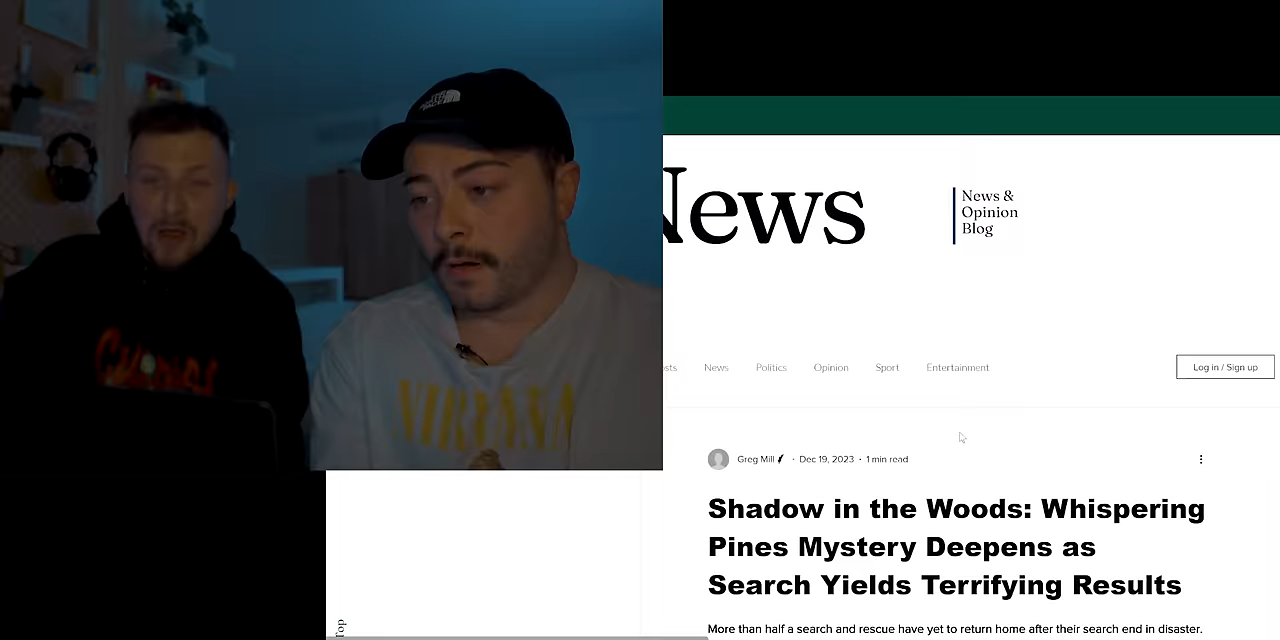 NIRVANA
News
News &
Opinion
Blog
News
Politics
Opinion
Sport
Entertainment
Log in / Sign up
Greg Mill · Dec 19, 2023 · 1 min read
Shadow in the Woods: Whispering
Pines Mystery Deepens as
Search Yields Terrifying Results
More than half a search and rescue have yet to return home after their search end in disaster.